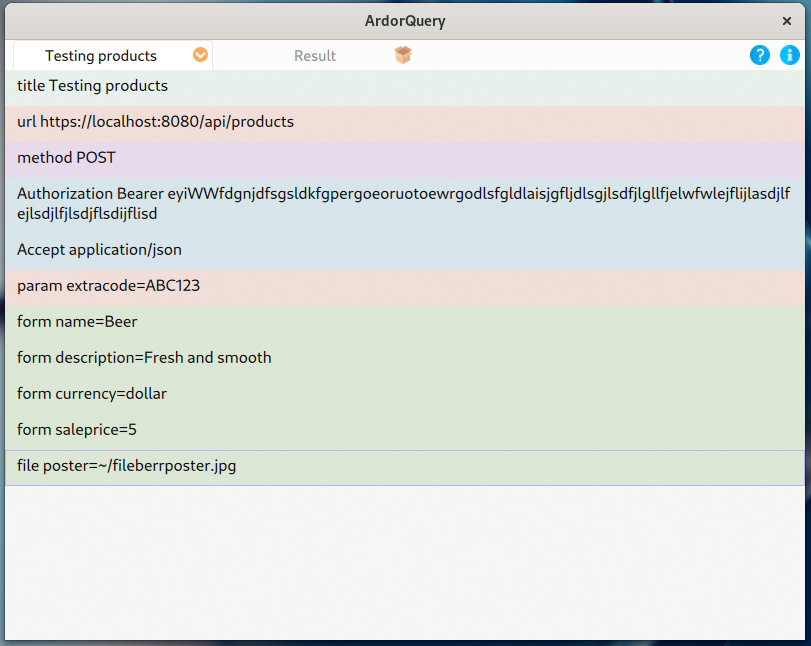 ArdorQuery
Testing products
Result
title Testing products
url https://localhost:8080/api/products
method POST
Authorization Bearer eyiWWfdgnjdfsgsldkfgpergoeoruotoewrgodlsfgldlaisjgfljdlsgjlsdfjlgllfjelwfwlejflijlasdjlf
ejlsdjlfjlsdjflsdijflisd
Accept application/json
param extracode=ABC123
form name=Beer
form description=Fresh and smooth
form currency=dollar
form saleprice=5
file poster=~/fileberrposter.jpg